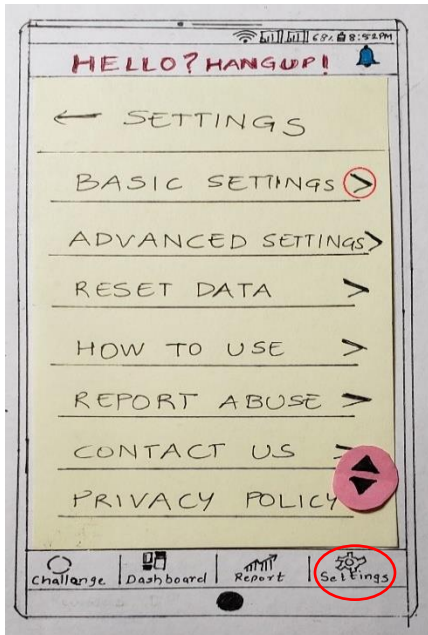 68% 8:52PM
HELLO? HANGUP!
← SETTINGS
BASIC SETTINGS >
ADVANCED SETTINGS >
RESET DATA >
HOW TO USE >
REPORT ABUSE >
CONTACT US >
PRIVACY POLICY
Challange Dashboard Report Settings